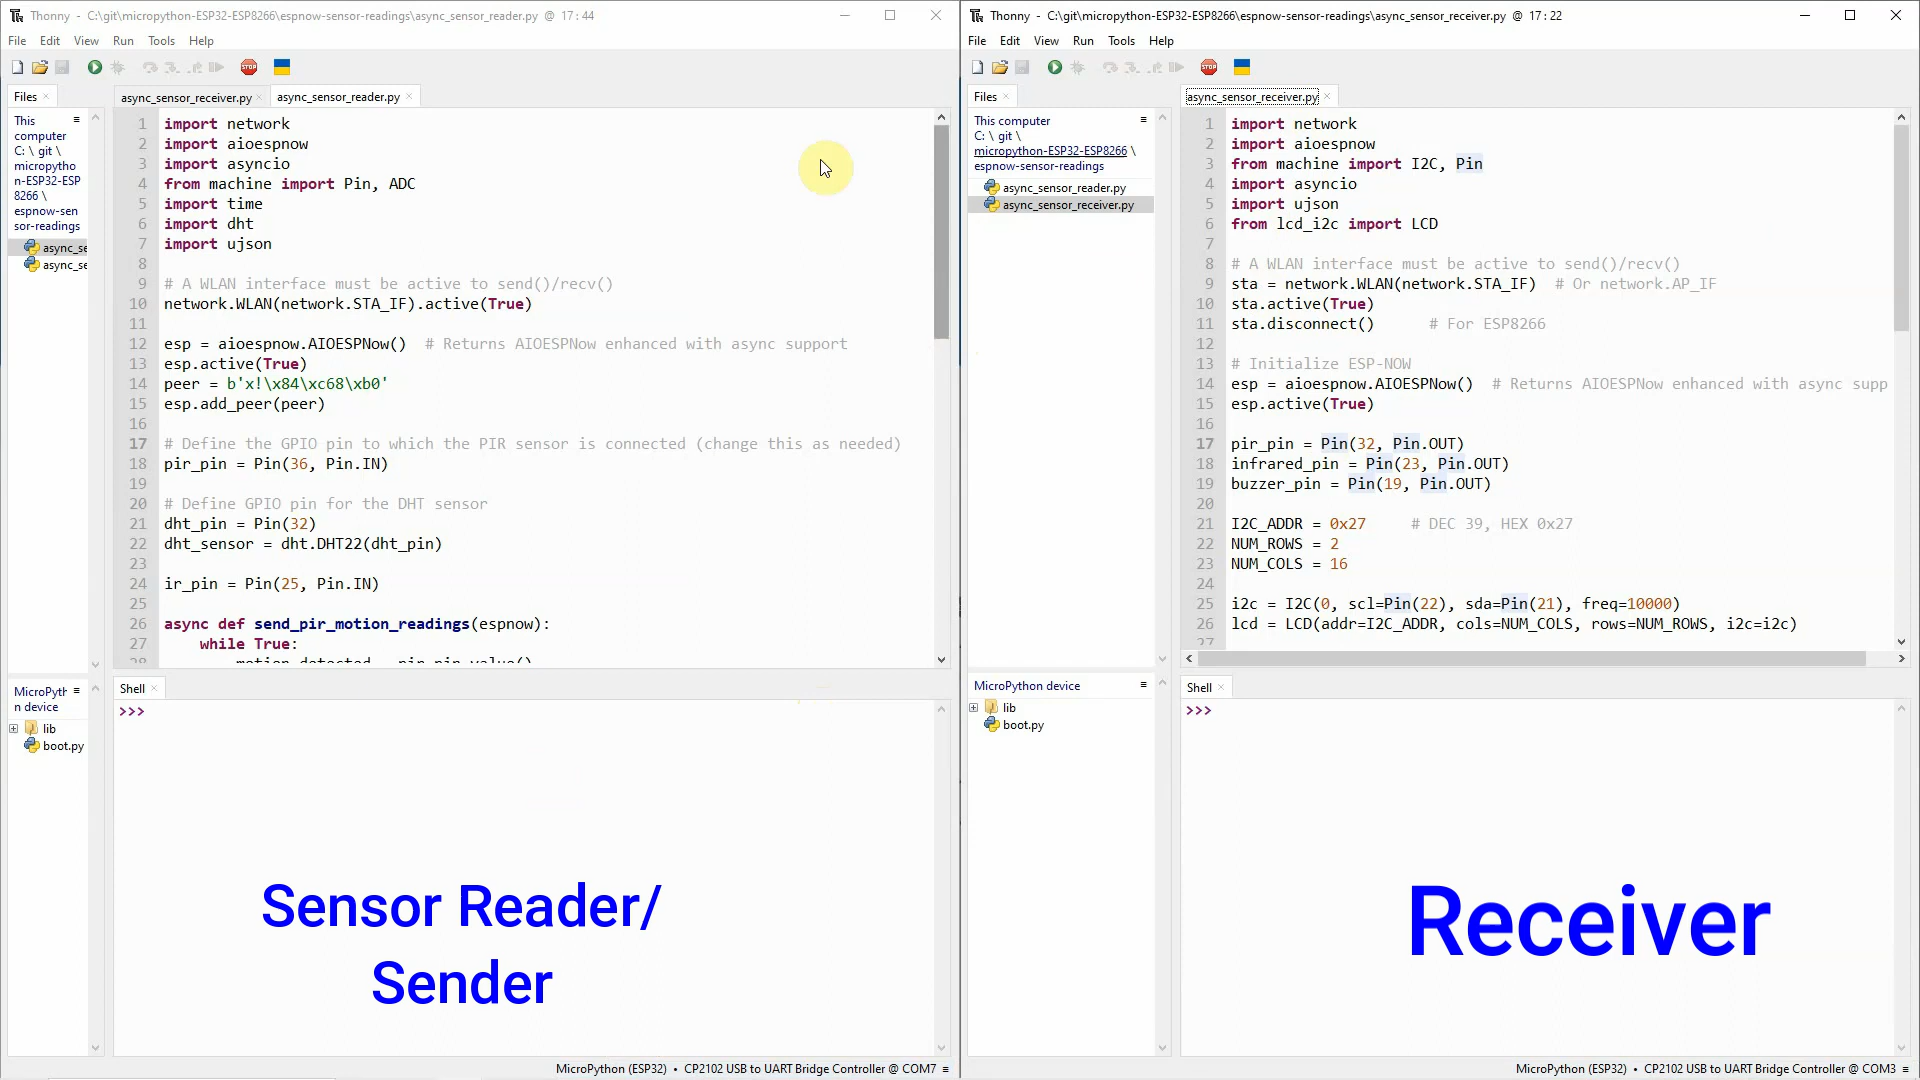 Thonny - C:\git\micropython-ESP32-ESP8266\espnow-sensor-readings\async_sensor_reader.py @ 17:44
File Edit View Run Tools Help
STOP
Files ×
This
computer
C: \ git \
micropytho
n-ESP32-ESP
8266 \
espnow-sen
sor-readings
async_se
async_se
MicroPyth
n device
lib
boot.py
async_sensor_receiver.py × async_sensor_reader.py ×
1 import network
2 import aioespnow
3 import asyncio
4 from machine import Pin, ADC
5 import time
6 import dht
7 import ujson
8
9 # A WLAN interface must be active to send()/recv()
10 network.WLAN(network.STA_IF).active(True)
11
12 esp = aioespnow.AIOESPNow()  # Returns AIOESPNow enhanced with async support
13 esp.active(True)
14 peer = b'x!\x84\xc68\xb0'
15 esp.add_peer(peer)
16
17 # Define the GPIO pin to which the PIR sensor is connected (change this as needed)
18 pir_pin = Pin(36, Pin.IN)
19
20 # Define GPIO pin for the DHT sensor
21 dht_pin = Pin(32)
22 dht_sensor = dht.DHT22(dht_pin)
23
24 ir_pin = Pin(25, Pin.IN)
25
26 async def send_pir_motion_readings(espnow):
27     while True:
Shell ×
>>>
Sensor Reader/
Sender
MicroPython (ESP32) • CP2102 USB to UART Bridge Controller @ COM7 ≡
Thonny - C:\git\micropython-ESP32-ESP8266\espnow-sensor-readings\async_sensor_receiver.py @ 17:22
File Edit View Run Tools Help
STOP
Files ×
This computer
C: \ git \
micropython-ESP32-ESP8266 \
espnow-sensor-readings
async_sensor_reader.py
async_sensor_receiver.py
MicroPython device
lib
boot.py
async_sensor_receiver.py ×
1 import network
2 import aioespnow
3 from machine import I2C, Pin
4 import asyncio
5 import ujson
6 from lcd_i2c import LCD
7
8 # A WLAN interface must be active to send()/recv()
9 sta = network.WLAN(network.STA_IF)  # Or network.AP_IF
10 sta.active(True)
11 sta.disconnect()      # For ESP8266
12
13 # Initialize ESP-NOW
14 esp = aioespnow.AIOESPNow()  # Returns AIOESPNow enhanced with async supp
15 esp.active(True)
16
17 pir_pin = Pin(32, Pin.OUT)
18 infrared_pin = Pin(23, Pin.OUT)
19 buzzer_pin = Pin(19, Pin.OUT)
20
21 I2C_ADDR = 0x27     # DEC 39, HEX 0x27
22 NUM_ROWS = 2
23 NUM_COLS = 16
24
25 i2c = I2C(0, scl=Pin(22), sda=Pin(21), freq=10000)
26 lcd = LCD(addr=I2C_ADDR, cols=NUM_COLS, rows=NUM_ROWS, i2c=i2c)
27
Shell ×
>>>
Receiver
MicroPython (ESP32) • CP2102 USB to UART Bridge Controller @ COM3 ≡